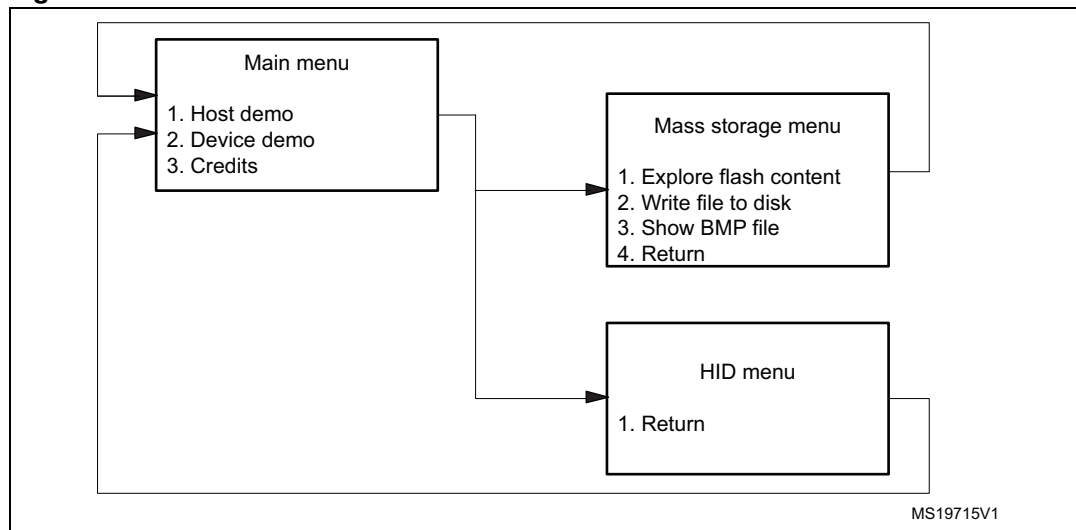 Main menu
1. Host demo
2. Device demo
3. Credits
Mass storage menu
1. Explore flash content
2. Write file to disk
3. Show BMP file
4. Return
HID menu
1. Return
MS19715V1